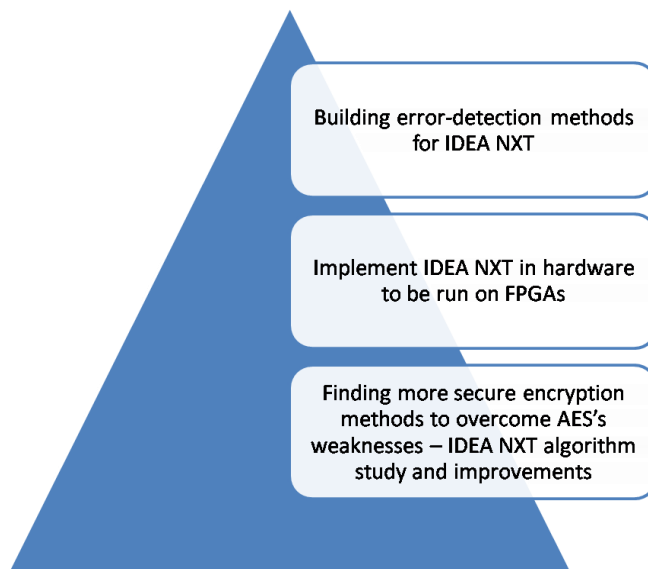 Building error-detection methods
for IDEA NXT
Implement IDEA NXT in hardware
to be run on FPGAs
Finding more secure encryption
methods to overcome AES's
weaknesses – IDEA NXT algorithm
study and improvements